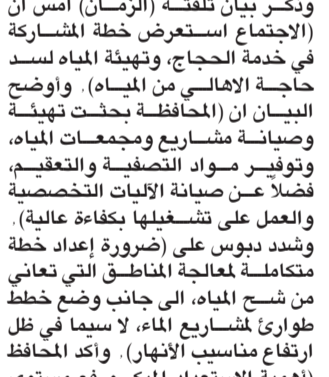 وذكر بيان تلقته (الزمان) امس ان
(الاجتماع استعرض خطة المشاركة
في خدمة الحجاج، وتهيئة المياه لسد
حاجة الاهالي من المياه). وأوضح
البيان ان (المحافظة بحثت تهيئة
وصيانة مشاريع ومجمعات المياه،
وتوفير مواد التصفية والتعقيم،
فضلاً عن صيانة الآليات التخصصية
والعمل على تشغيلها بكفاءة عالية).
وشدد دبوس على (ضرورة إعداد خطة
متكاملة لمعالجة المناطق التي تعاني
من شح المياه، الى جانب وضع خطط
طوارئ لمشاريع الماء، لا سيما في ظل
ارتفاع مناسيب الأنهار). وأكد المحافظ